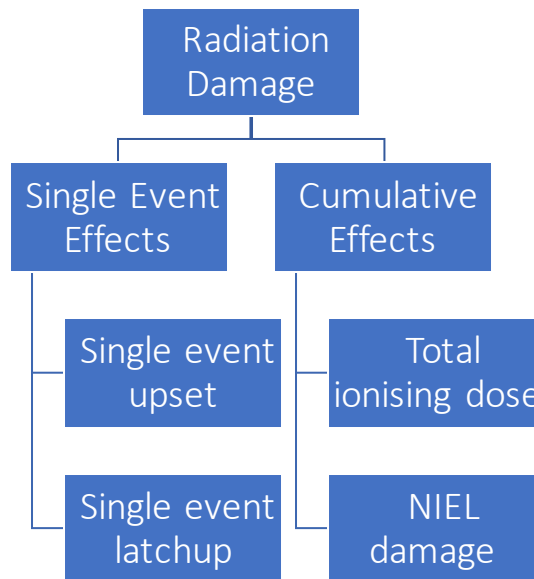 Radiation
Damage
Single Event
Effects
Cumulative
Effects
Single event
upset
Total
ionising dose
Single event
latchup
NIEL
damage